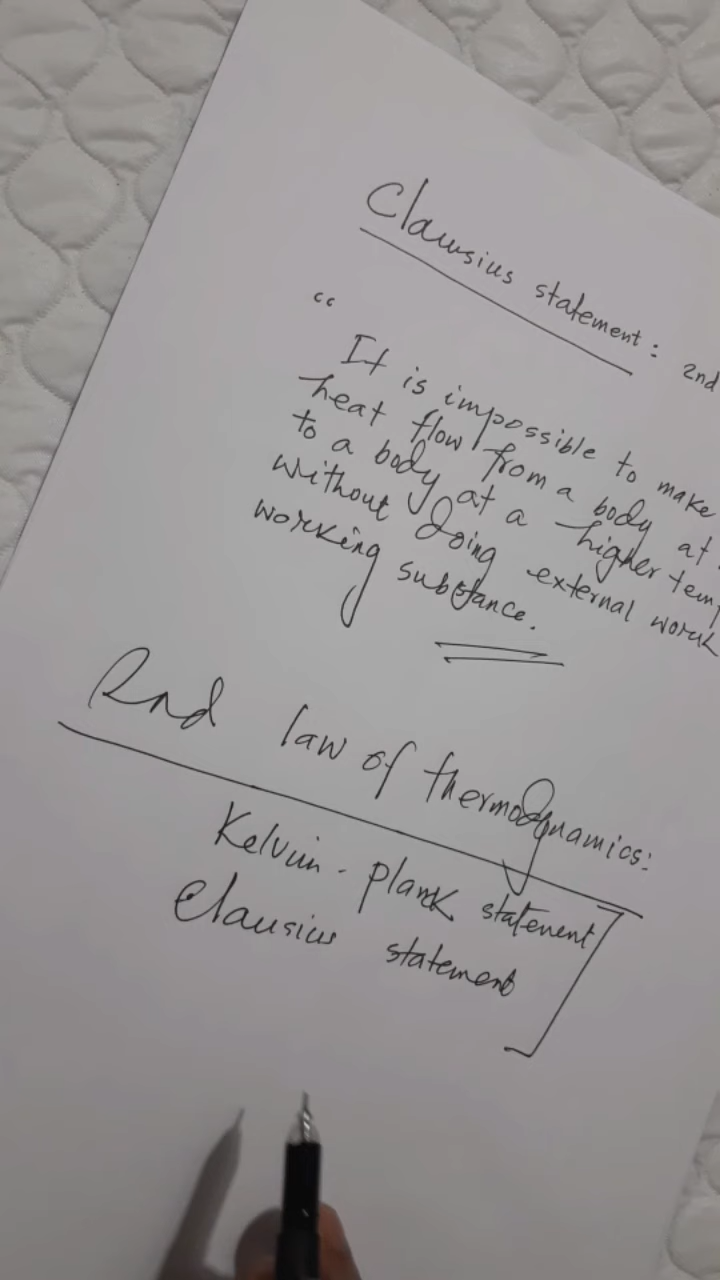 Clausius statement: 2nd
"
It is impossible to make
heat flow from a body at
to a body at a higher temp
without doing external work
working substance.
2nd law of thermodynamics:
Kelvin - plank statement
Clausius statement